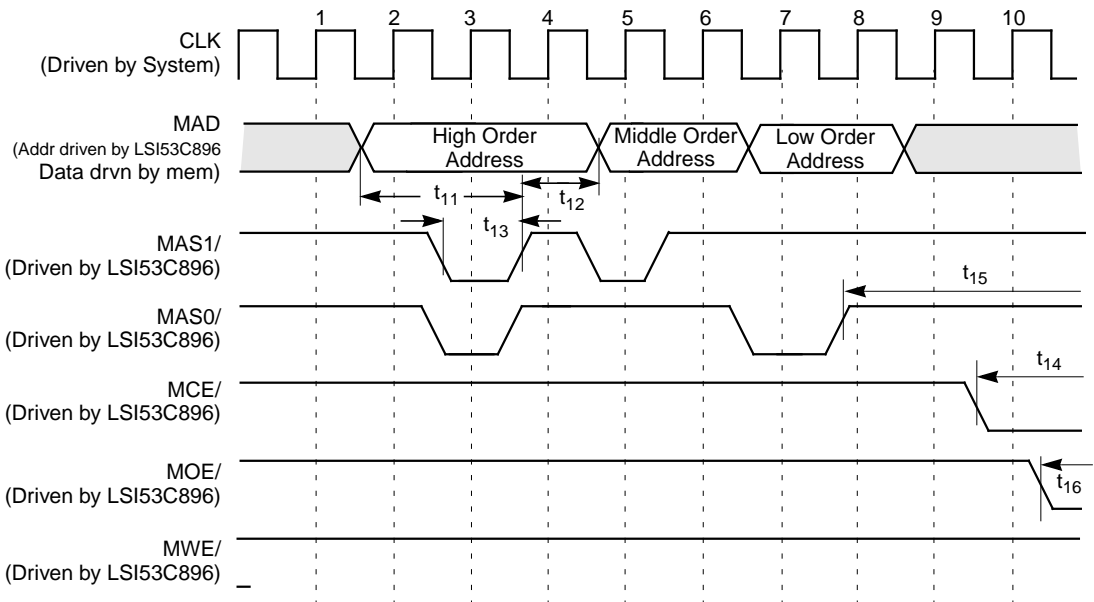 1 2 3 4 5 6 7 8 9 10
CLK
(Driven by System)
MAD
(Addr driven by LSI53C896
Data drvn by mem)
High Order
Address
Middle Order
Address
Low Order
Address
t11
t12
t13
MAS1/
(Driven by LSI53C896)
t15
MAS0/
(Driven by LSI53C896)
t14
MCE/
(Driven by LSI53C896)
MOE/
(Driven by LSI53C896)
t16
MWE/
(Driven by LSI53C896)